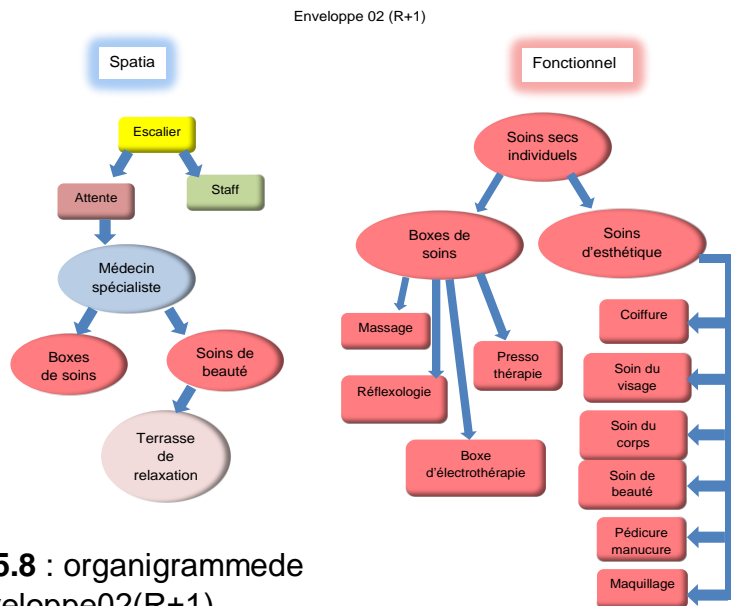 Enveloppe 02 (R+1)
Spatia
Fonctionnel
Escalier
Attente
Staff
Médecin
spécialiste
Boxes
de soins
Soins de
beauté
Terrasse
de
relaxation
Soins secs
individuels
Boxes de
soins
Soins
d'esthétique
Massage
Réflexologie
Presso
thérapie
Boxe
d'électrothérapie
Coiffure
Soin du
visage
Soin du
corps
Soin de
beauté
Pédicure
manucure
Maquillage
5.8 : organigrammede
veloppe02(R+1)